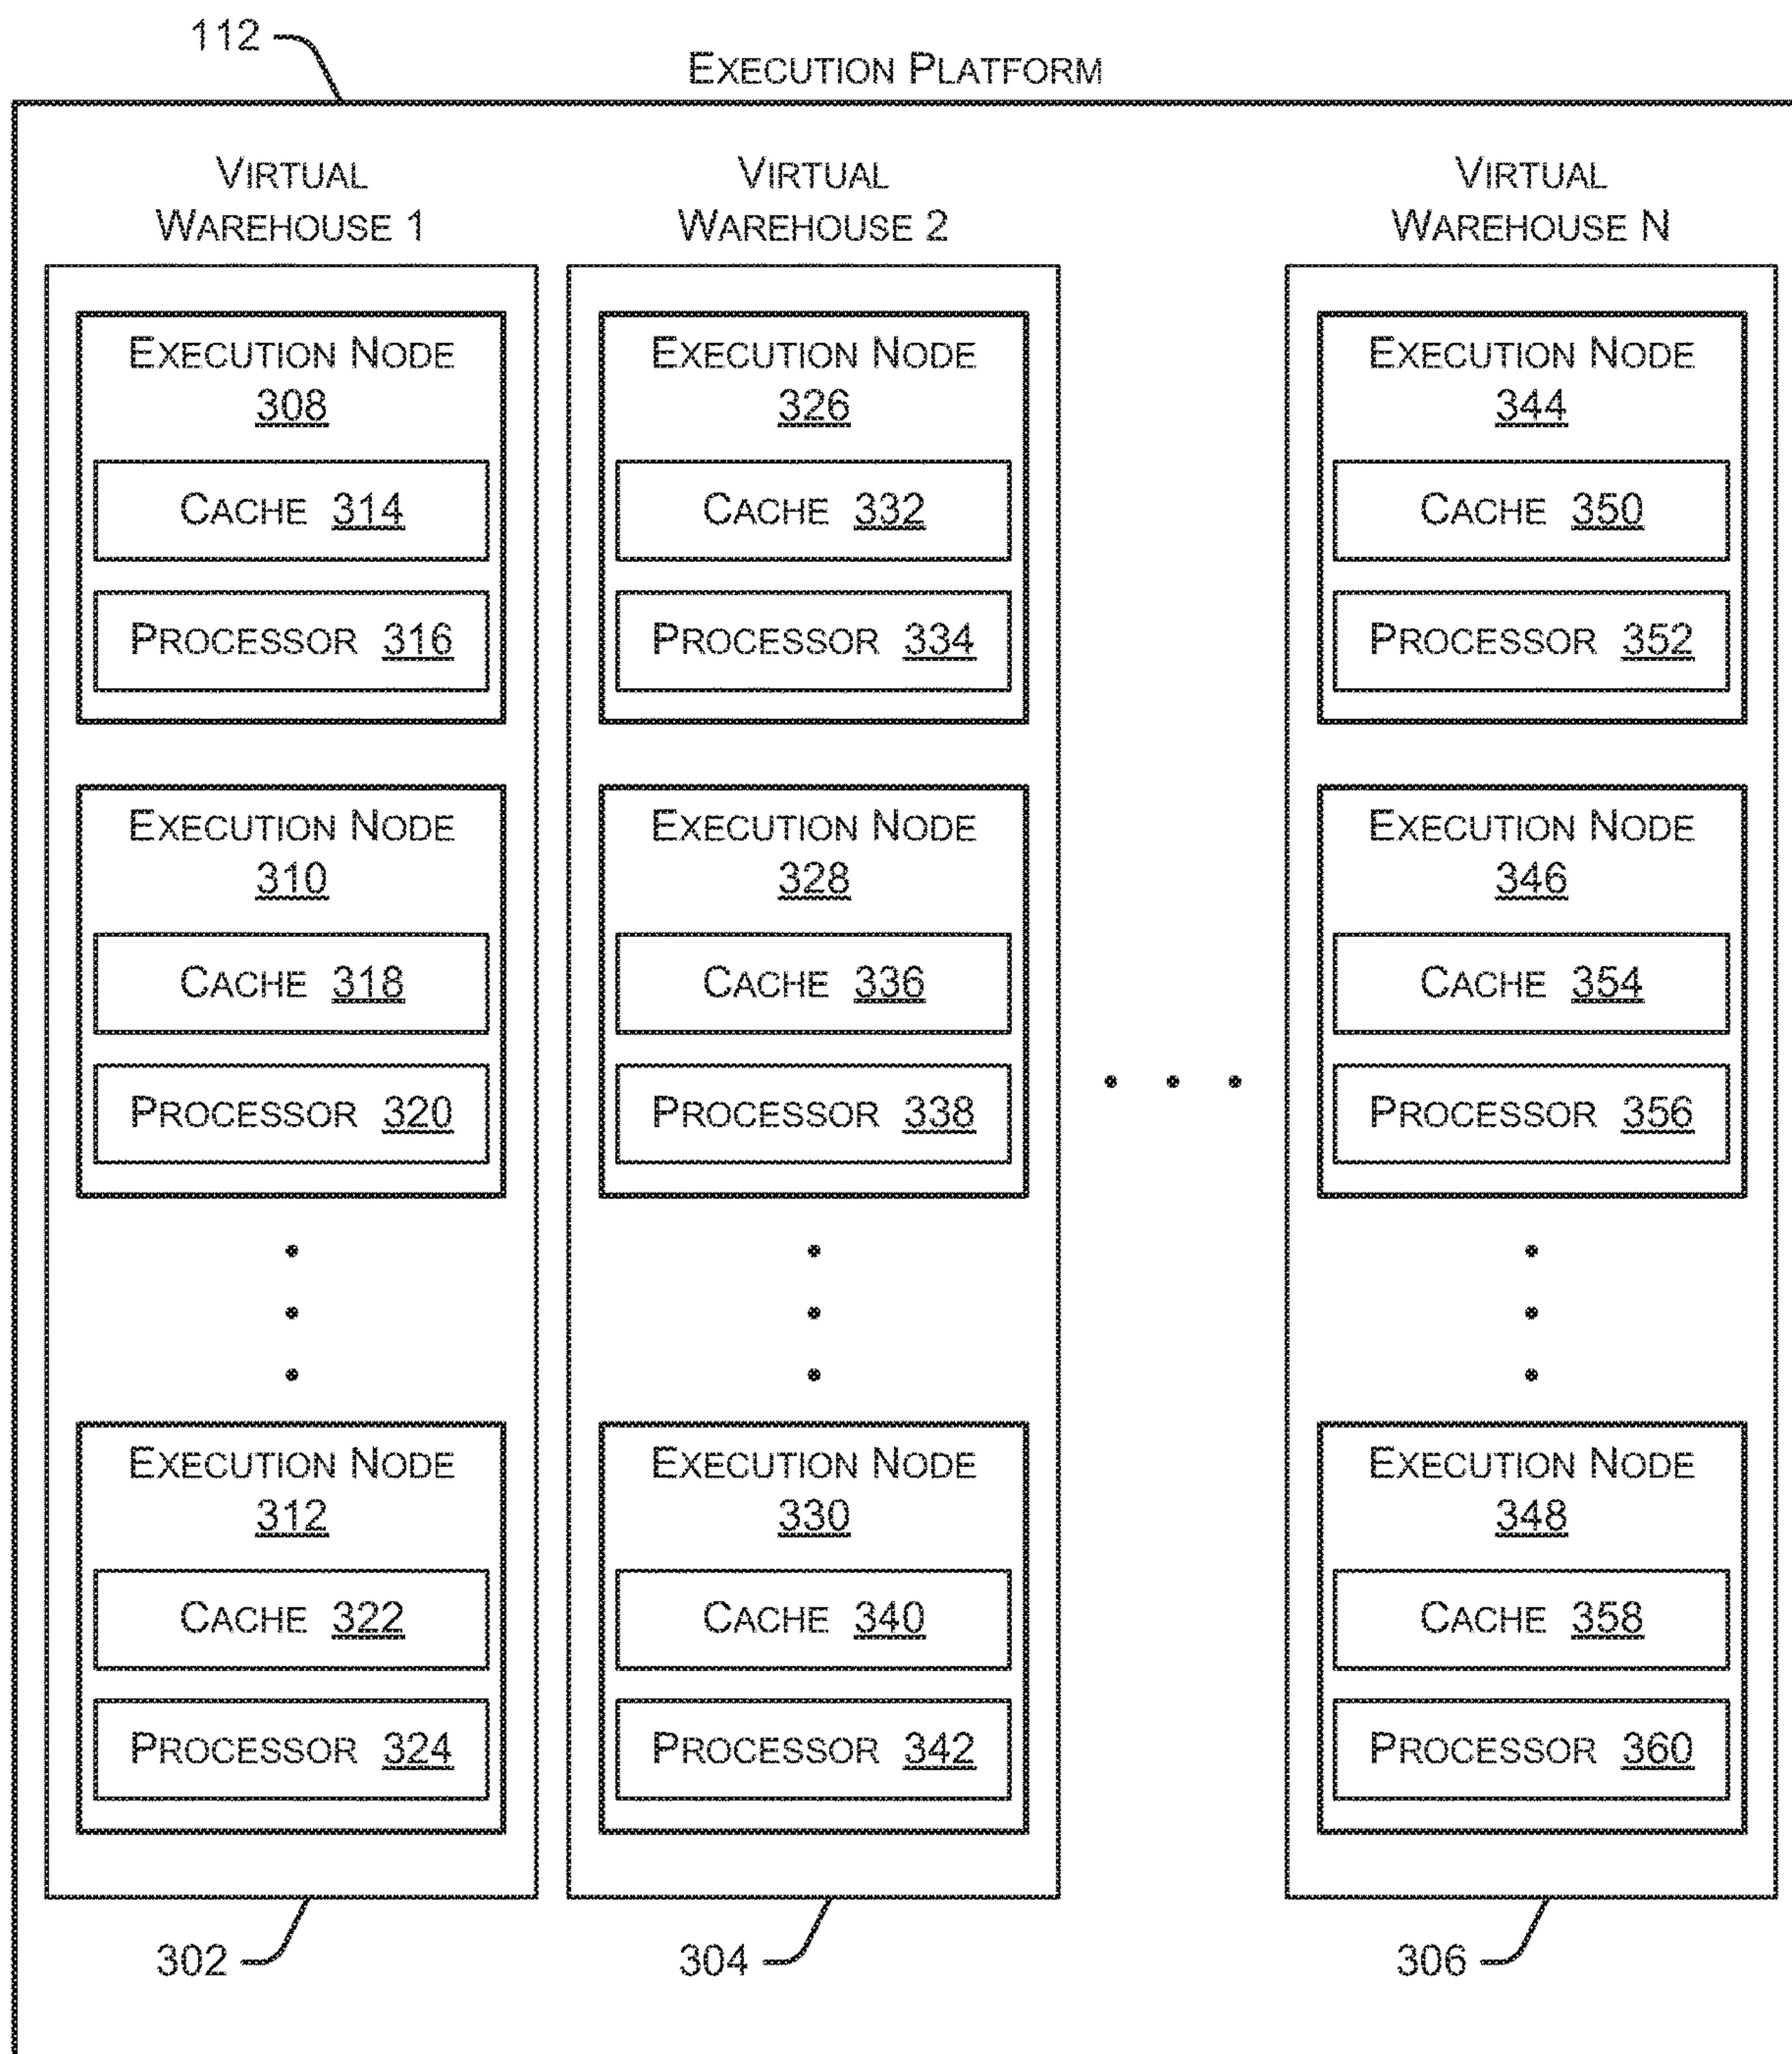 112
EXECUTION PLATFORM
VIRTUAL
WAREHOUSE 1
EXECUTION NODE
308
CACHE 314
PROCESSOR 316
EXECUTION NODE
310
CACHE 318
PROCESSOR 320
EXECUTION NODE
312
CACHE 322
PROCESSOR 324
302
VIRTUAL
WAREHOUSE 2
EXECUTION NODE
326
CACHE 332
PROCESSOR 334
EXECUTION NODE
328
CACHE 336
PROCESSOR 338
EXECUTION NODE
330
CACHE 340
PROCESSOR 342
304
VIRTUAL
WAREHOUSE N
EXECUTION NODE
344
CACHE 350
PROCESSOR 352
EXECUTION NODE
346
CACHE 354
PROCESSOR 356
EXECUTION NODE
348
CACHE 358
PROCESSOR 360
306